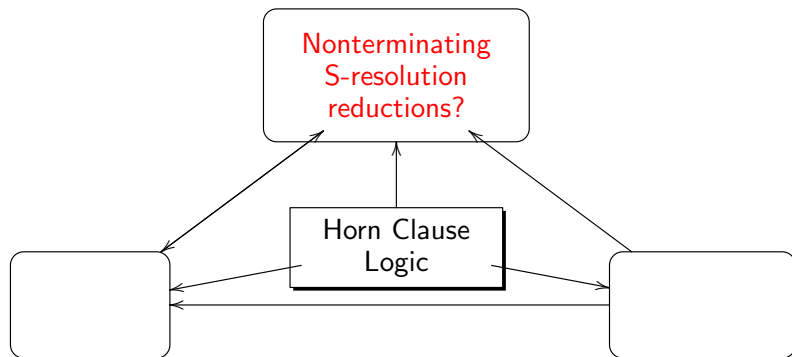 Nonterminating
S-resolution
reductions?
Horn Clause
Logic